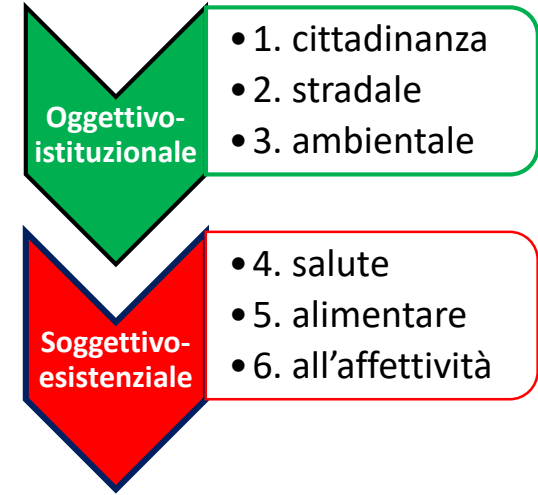 Oggettivo-
istituzionale
• 1. cittadinanza
• 2. stradale
• 3. ambientale
Soggettivo-
esistenziale
• 4. salute
• 5. alimentare
• 6. all’affettività